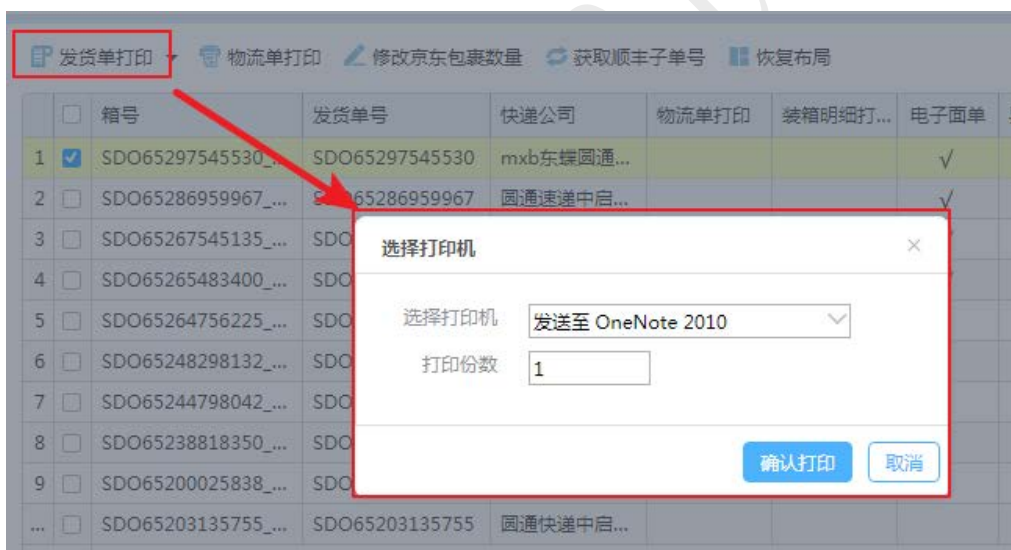 发货单打印 物流单打印 修改京东包裹数量 获取顺丰子单号 恢复布局
箱号 发货单号 快递公司 物流单打印 装箱明细打... 电子面单
1 SDO65297545530_... SDO65297545530 mxb东蝶圆通... √
2 SDO65286959967_... 65286959967 圆通速递中启... √
3 SDO65267545135_... SDO
4 SDO65265483400_... SDO
5 SDO65264756225_... SDO
6 SDO65248298132_... SDO
7 SDO65244798042_... SDO
8 SDO65238818350_... SDO
9 SDO65200025838_... SDO
... SDO65203135755_... SDO65203135755 圆通快递中启...
选择打印机 ×
选择打印机 发送至 OneNote 2010
打印份数 1
确认打印 取消